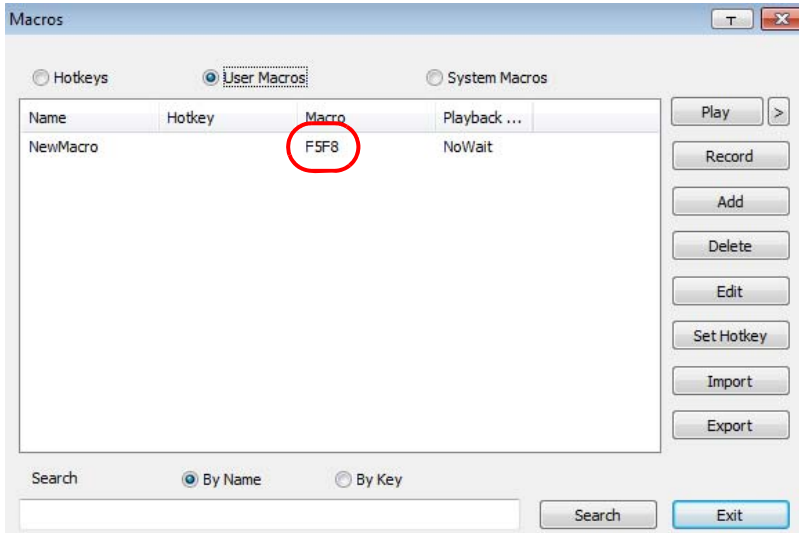 Macros
Hotkeys User Macros System Macros
Name Hotkey Macro Playback ... Play >
NewMacro F5F8 NoWait
Record
Add
Delete
Edit
Set Hotkey
Import
Export
Search By Name By Key
Search Exit